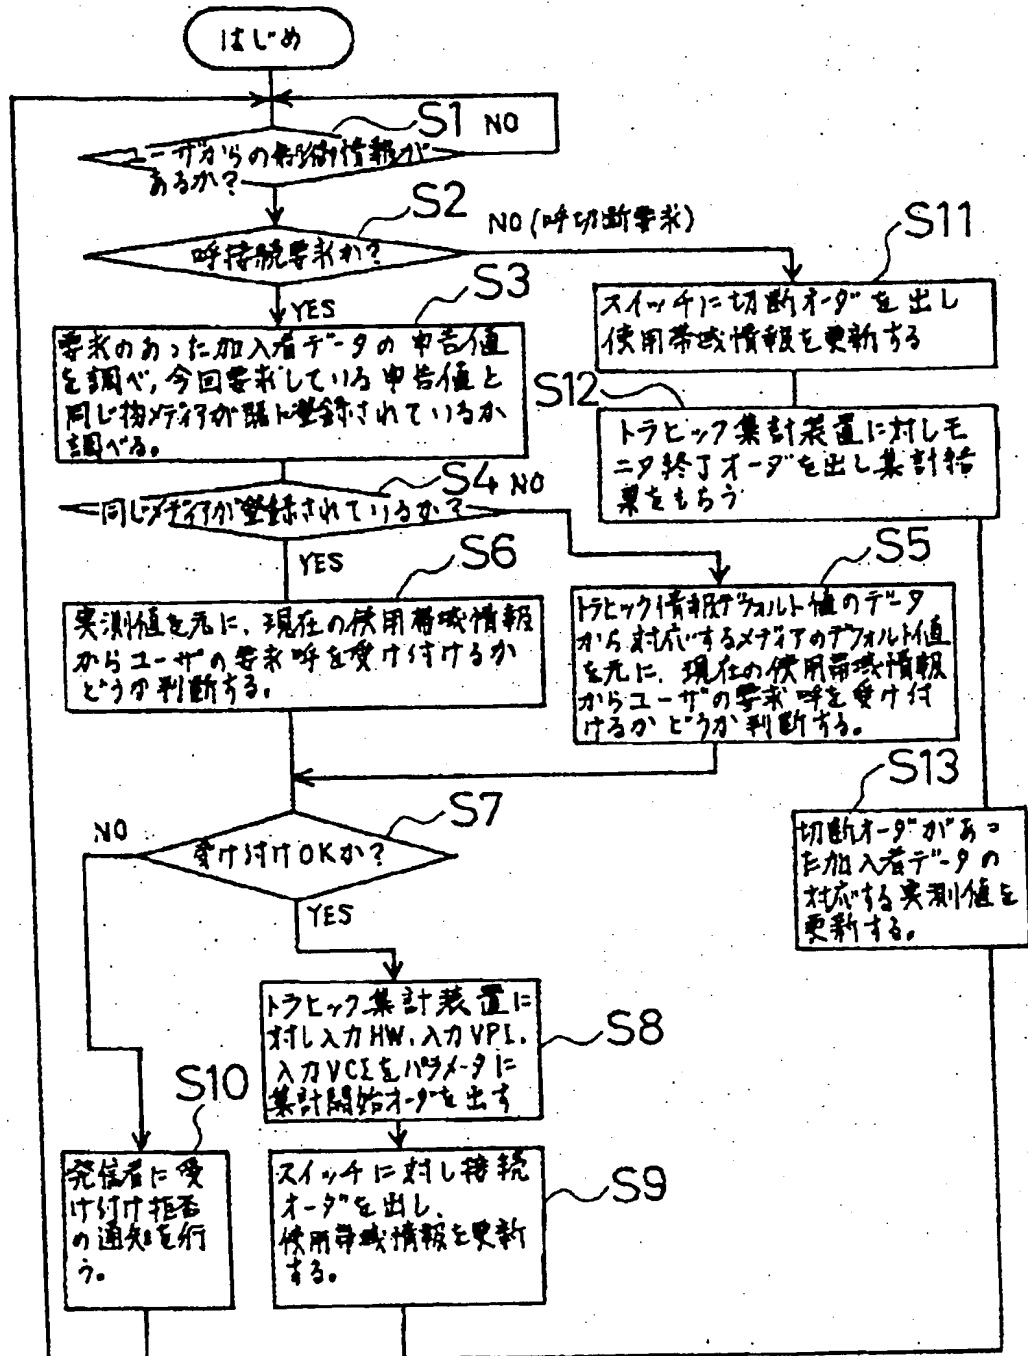 はじめ
S1 NO
ユーザからの制御情報が
あるか?
S2
NO (呼切断要求)
S11
呼接続要求か?
YES
S3
スイッチに切断オーダを出し
使用帯域情報を更新する
要求のあった加入者データの申告値
を調べ,今回要求している申告値と
同じ物メディアが既に登録されているか
調べる。
S12
トラヒック集計装置に対しモ
ニタ終了オーダを出し集計結
果をもらう
S4 NO
同じメディアが登録されているか?
YES
S6
S5
実測値を元に、現在の使用帯域情報
からユーザの要求呼を受け付けるか
どうか判断する。
トラヒック情報デフォルト値のデータ
から対応するメディアのデフォルト値
を元に、現在の使用帯域情報
からユーザの要求呼を受け付
けるかどうか判断する。
S13
切断オーダがあっ
た加入者データの
対応する実測値を
更新する。
S7
NO
受け付けOKか?
YES
S8
トラヒック集計装置に
対し入力HW,入力VPI,
入力VCIをパラメータに
集計開始オーダを出す
S10
発信者に受
け付け拒否
の通知を行
う。
S9
スイッチに対し接続
オーダを出し、
使用帯域情報を更新
する。